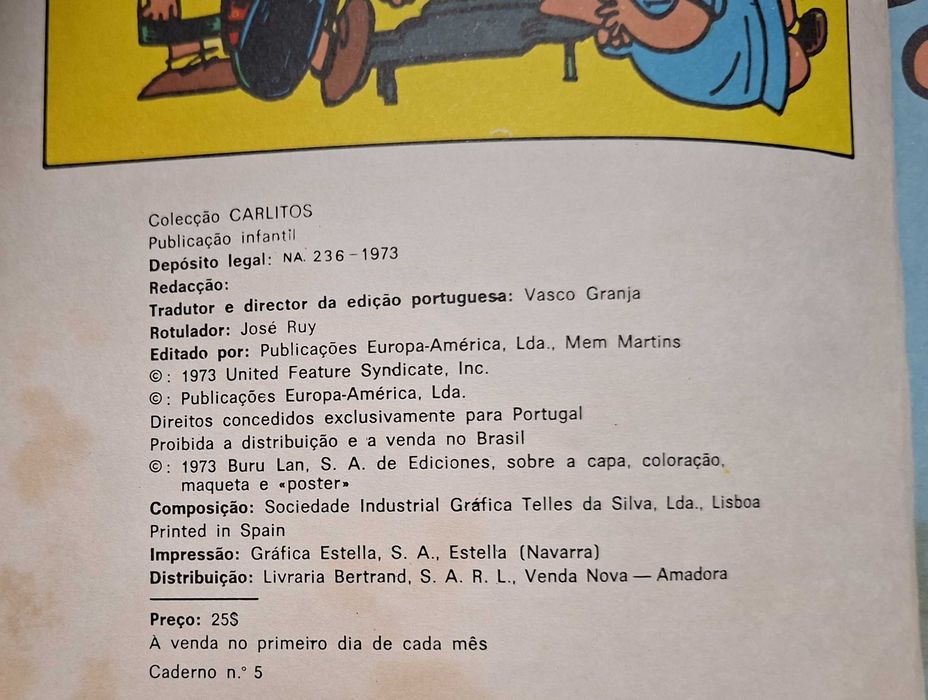 Colecção CARLITOS
Publicação infantil
Depósito legal: NA. 236-1973
Redacção:
Tradutor e director da edição portuguesa: Vasco Granja
Rotulador: José Ruy
Editado por: Publicações Europa-América, Lda., Mem Martins
©: 1973 United Feature Syndicate, Inc.
©: Publicações Europa-América, Lda.
Direitos concedidos exclusivamente para Portugal
Proibida a distribuição e a venda no Brasil
©: 1973 Buru Lan, S. A. de Ediciones, sobre a capa, coloração,
maqueta e «poster»
Composição: Sociedade Industrial Gráfica Telles da Silva, Lda., Lisboa
Printed in Spain
Impressão: Gráfica Estella, S. A., Estella (Navarra)
Distribuição: Livraria Bertrand, S. A. R. L., Venda Nova — Amadora
Preço: 25$
À venda no primeiro dia de cada mês
Caderno n.° 5